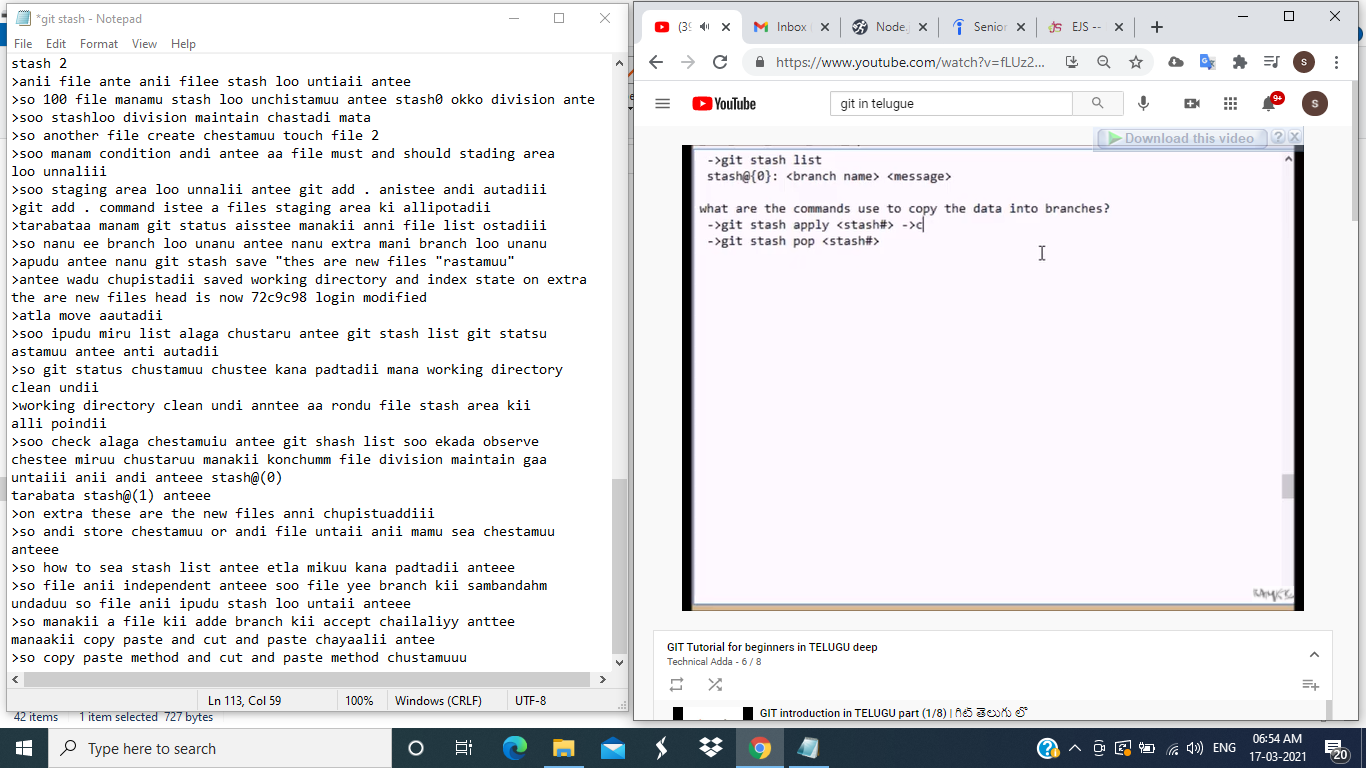 *git stash - Notepad
File Edit Format View Help
stash 2
>anii file ante anii filee stash loo untiaii antee
>so 100 file manamu stash loo unchistamuu antee stash0 okko division ante
>soo stashloo division maintain chastadi mata
>so another file create chestamuu touch file 2
>soo manam condition andi antee aa file must and should stading area
loo unnaliii
>soo staging area loo unnalii antee git add . anistee andi autadiii
>git add . command istee a files staging area ki allipotadii
>tarabataa manam git status aisstee manakii anni file list ostadiii
>so nanu ee branch loo unanu antee nanu extra mani branch loo unanu
>apudu antee nanu git stash save "thes are new files "rastamuu"
>antee wadu chupistadii saved working directory and index state on extra
the are new files head is now 72c9c98 login modified
>atla move aautadii
>soo ipudu miru list alaga chustaru antee git stash list git statsu
astamuu antee anti autadii
>so git status chustamuu chustee kana padtadii mana working directory
clean undii
>working directory clean undi anntee aa rondu file stash area kii
alli poindii
>soo check alaga chestamuiu antee git shash list soo ekada observe
chestee miruu chustaruu manakii konchumm file division maintain gaa
untaiii anii andi anteee stash@(0)
tarabata stash@(1) anteee
>on extra these are the new files anni chupistuaddiii
>so andi store chestamuu or andi file untaii anii mamu sea chestamuu
anteee
>so how to sea stash list antee etla mikuu kana padtadii anteee
>so file anii independent anteee soo file yee branch kii sambandahm
undaduu so file anii ipudu stash loo untaii anteee
>so manakii a file kii adde branch kii accept chailaliyy anttee
manaakii copy paste and cut and paste chayaalii antee
>so copy paste method and cut and paste method chustamuuu
Ln 113, Col 59 100% Windows (CRLF) UTF-8
42 items 1 item selected 727 bytes
(39 Inbox Node. Senior EJS --
https://www.youtube.com/watch?v=fLUz2...
S
YouTube
git in telugue
9+
S
Download this video ? X
->git stash list
stash@{0}: <branch name> <message>
what are the commands use to copy the data into branches?
->git stash apply <stash#> ->c
->git stash pop <stash#>
GIT Tutorial for beginners in TELUGU deep
Technical Adda - 6 / 8
GIT introduction in TELUGU part (1/8) | గిట్ తెలుగు లో
Type here to search
ENG
06:54 AM
17-03-2021
20